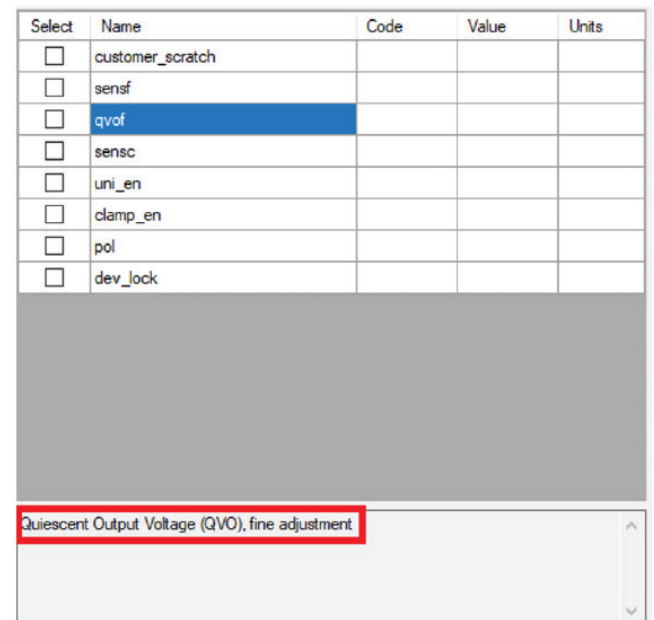 Select Name Code Value Units
customer_scratch
sensf
qvof
sensc
uni_en
clamp_en
pol
dev_lock
Quiescent Output Voltage (QVO), fine adjustment